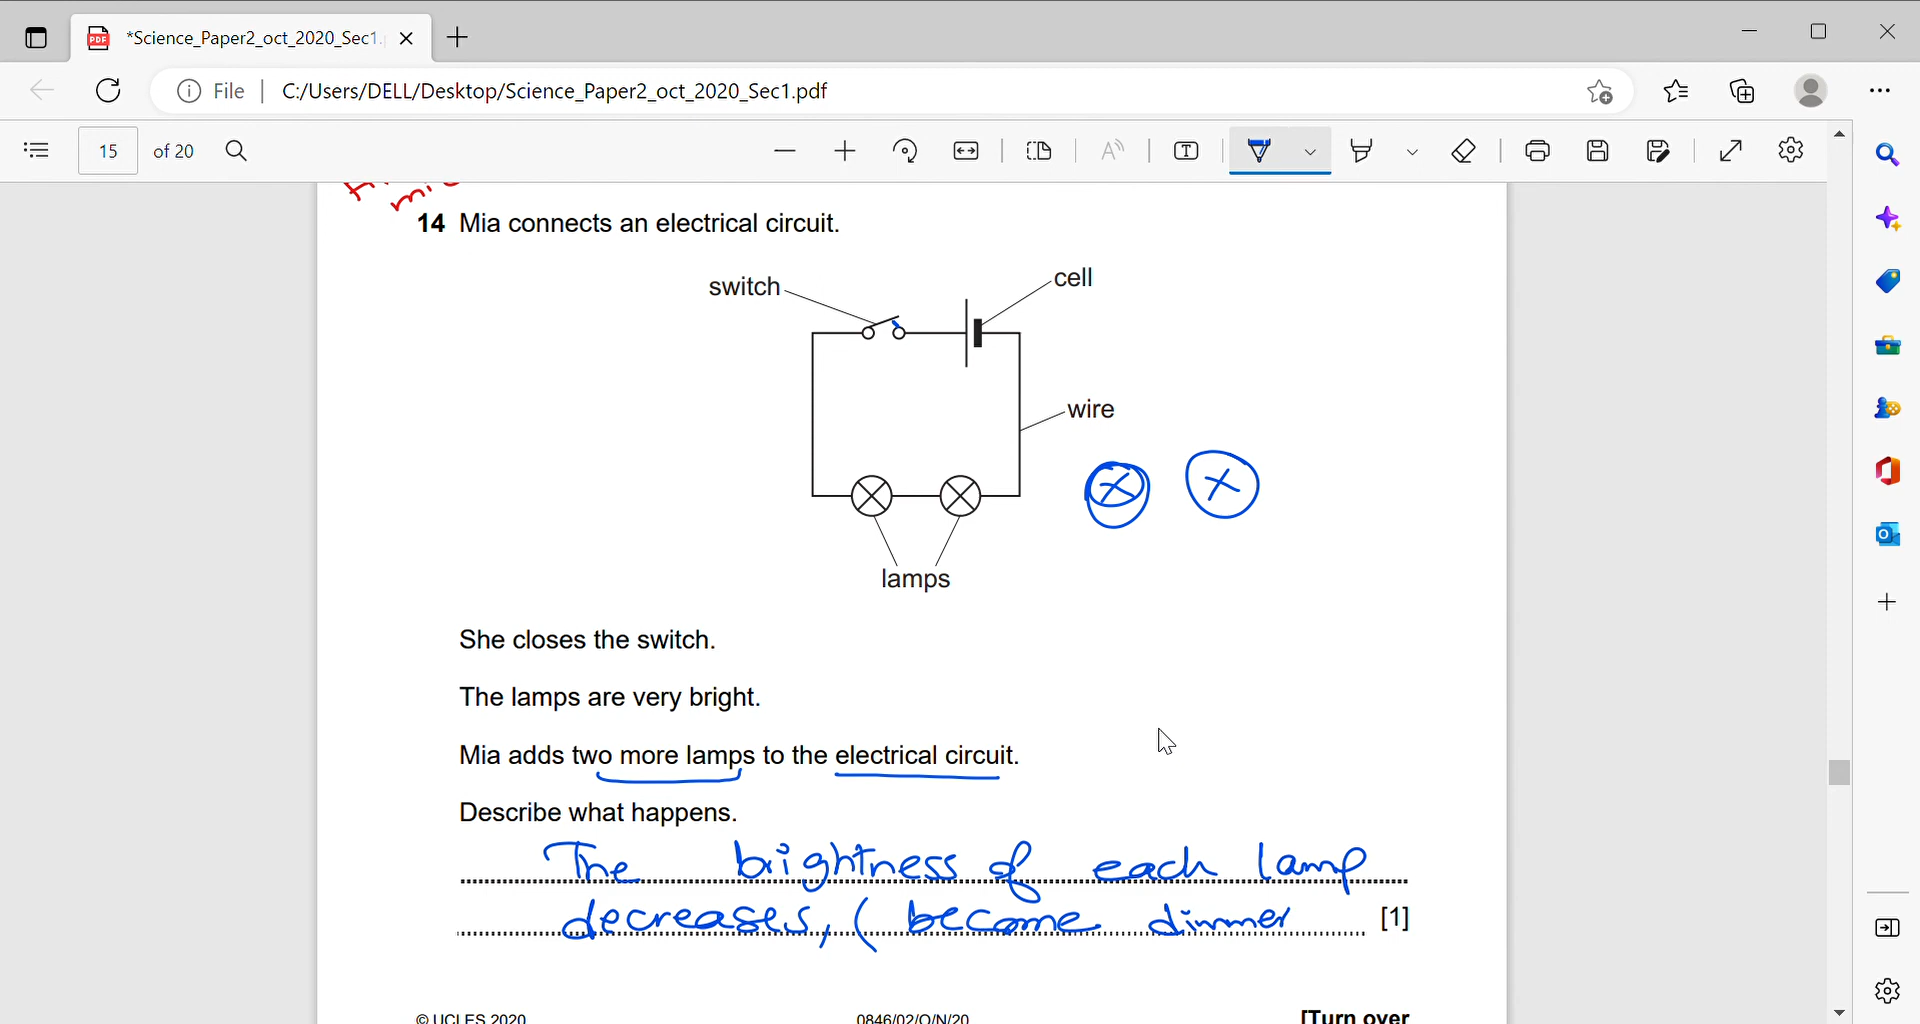 *Science_Paper2_oct_2020_Sec1.
File
C:/Users/DELL/Desktop/Science_Paper2_oct_2020_Sec1.pdf
15 of 20
14 Mia connects an electrical circuit.
switch
cell
wire
lamps
She closes the switch.
The lamps are very bright.
Mia adds two more lamps to the electrical circuit.
Describe what happens.
The brightness of each lamp
decreases, ( become dimmer [1]
© UCLES 2020 0846/02/O/N/20 [Turn over